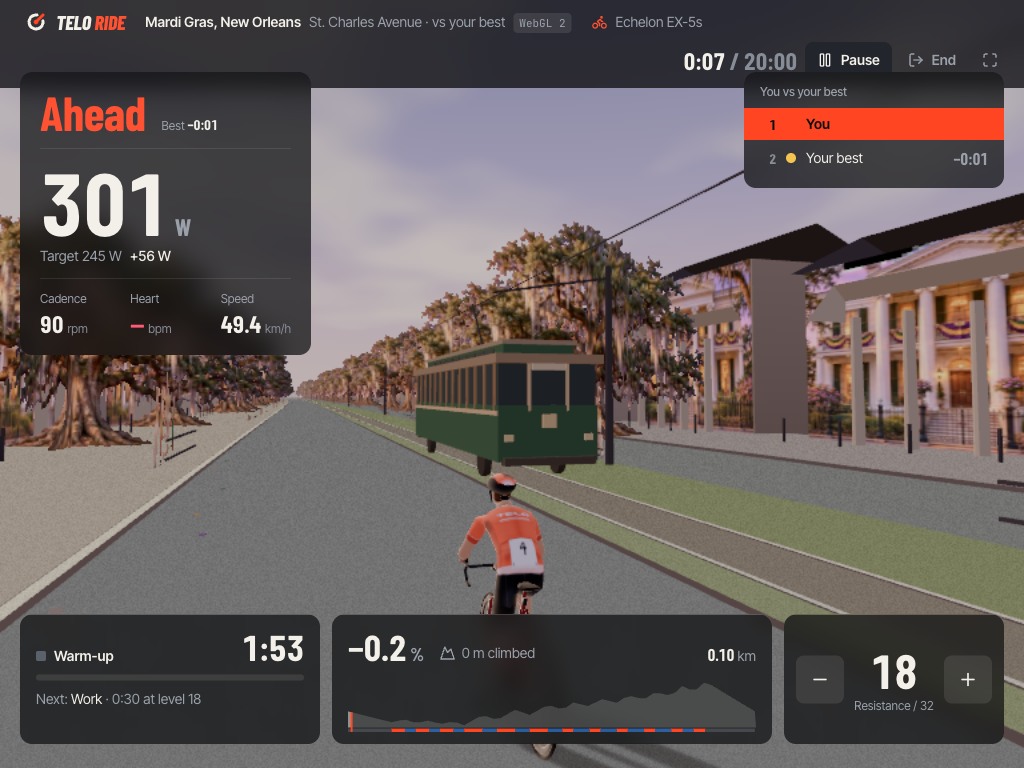 TELO RIDE Mardi Gras, New Orleans St. Charles Avenue · vs your best WebGL 2 Echelon EX-5s
0:07 / 20:00 Pause End
Ahead Best −0:01
301 W
Target 245 W +56 W
Cadence Heart Speed
90 rpm – bpm 49.4 km/h
You vs your best
1 You
2 Your best −0:01
TELO
4
Warm-up 1:53
Next: Work · 0:30 at level 18
−0.2 % 0 m climbed 0.10 km
− 18 +
Resistance / 32